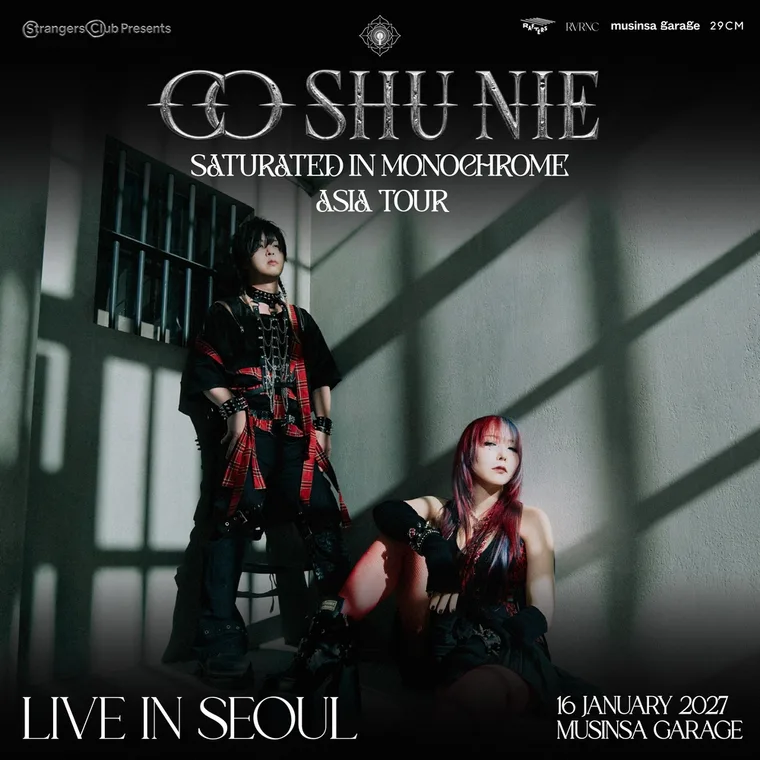 Strangers Club Presents
RVRNC musinsa garage 29CM
CO SHU NIE
SATURATED IN MONOCHROME
ASIA TOUR
LIVE IN SEOUL
16 JANUARY 2027
MUSINSA GARAGE